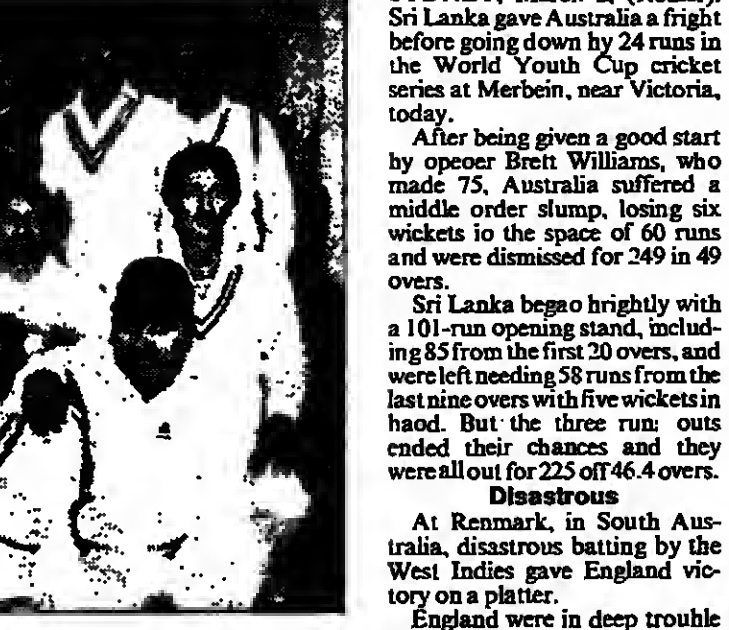 Sri Lanka gave Australia a fright
before going down hy 24 runs in
the World Youth Cup cricket
series at Merbein, near Victoria,
today.
After being given a good start
hy opeoer Brett Williams, who
made 75, Australia suffered a
middle order slump, losing six
wickets io the space of 60 runs
and were dismissed for 249 in 49
overs.
Sri Lanka begao hrightly with
a 101-run opening stand, includ-
ing 85 from the first 20 overs, and
were left needing 58 runs from the
last nine overs with five wickets in
haod. But the three run outs
ended their chances and they
were all out for 225 off 46.4 overs.
Disastrous
At Renmark, in South Aus-
tralia, disastrous batting by the
West Indies gave England vic-
tory on a platter.
England were in deep trouhle